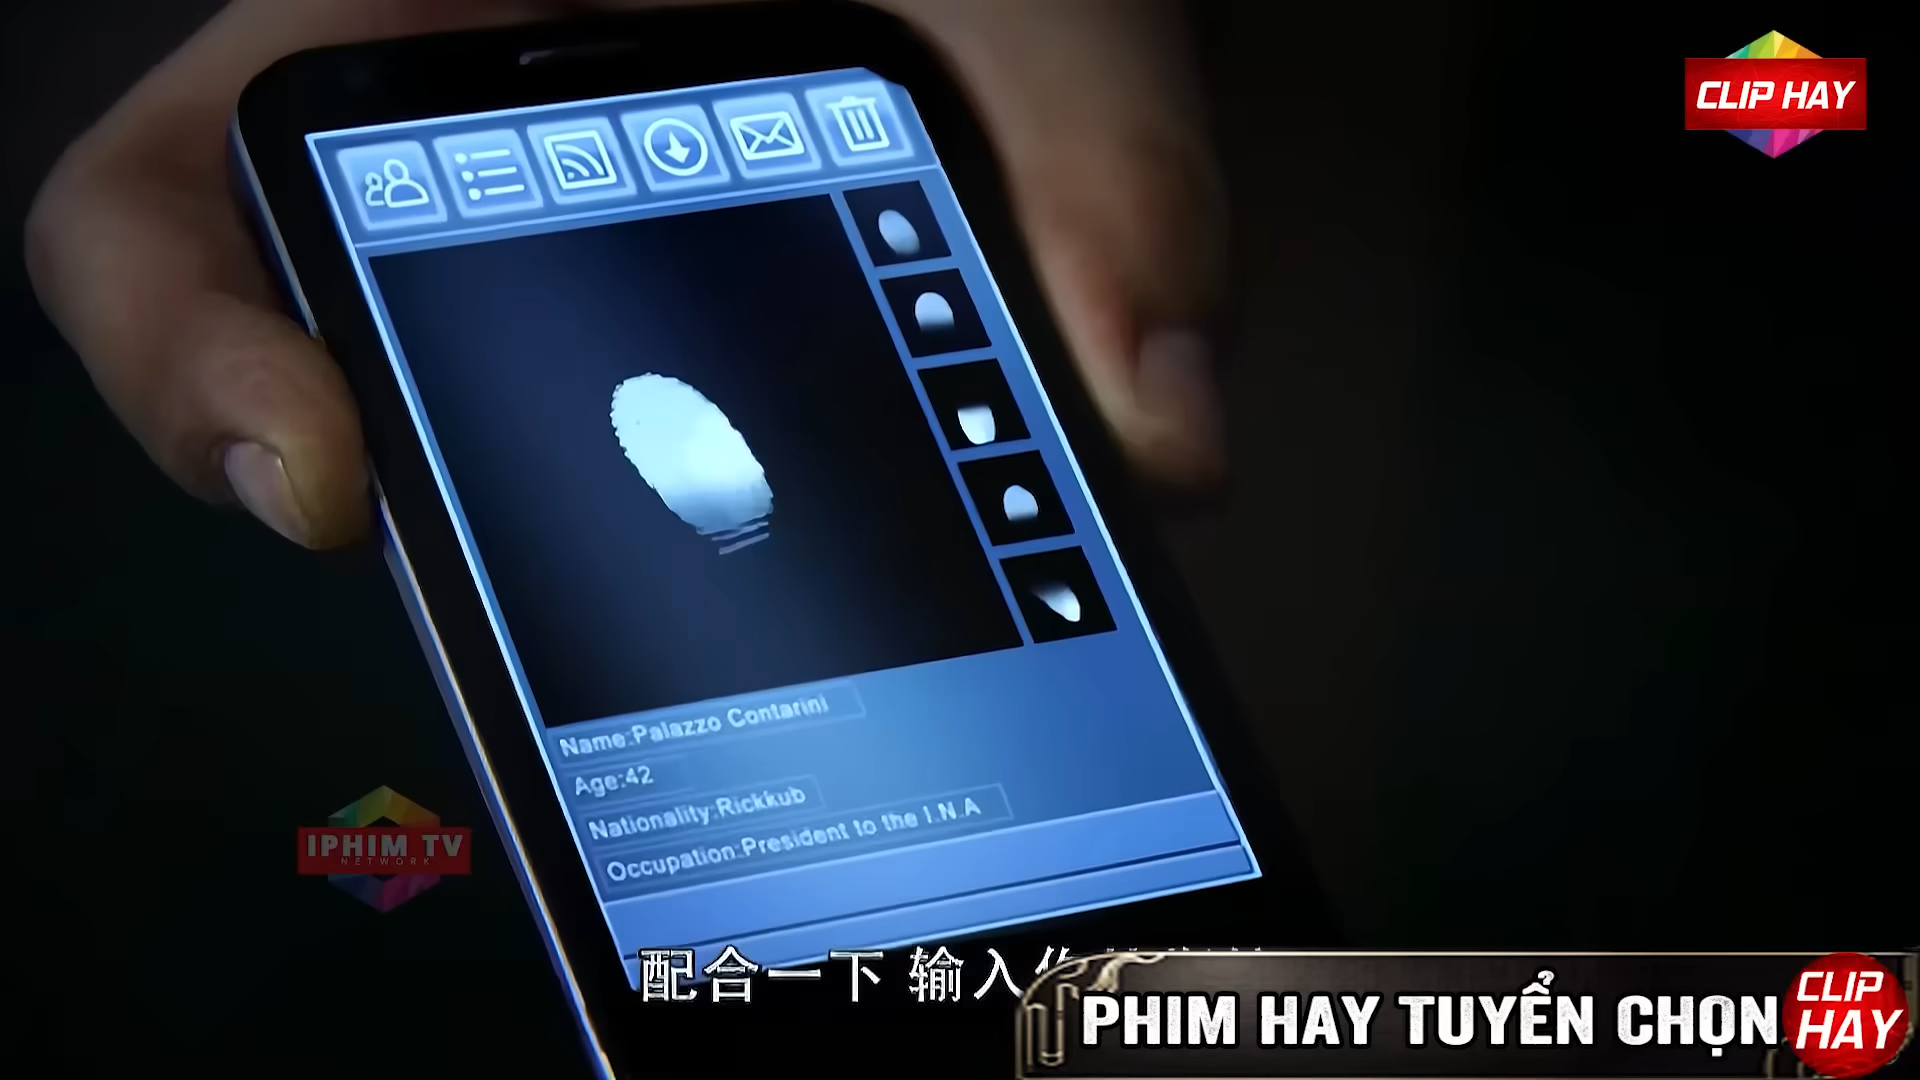 CLIP HAY
Name:Palazzo Contarini
Age:42
Nationality:Rickkub
Occupation:President to the I.N.A
IPHIM TV
NETWORK
配合一下 输入
PHIM HAY TUYỂN CHỌN
CLIP
HAY